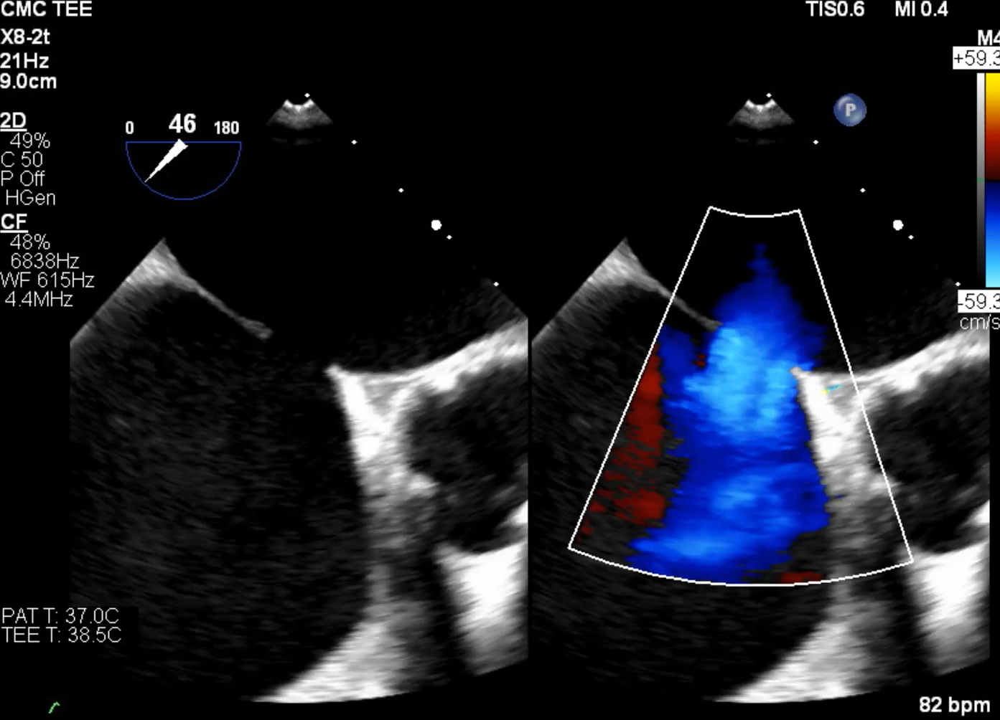 CMC TEE
TIS0.6 MI 0.4
X8-2t
21Hz
9.0cm
2D
49%
C 50
P Off
HGen
CF
48%
6838Hz
WF 615Hz
4.4MHz
0 46 180
P
M4
+59.3
-59.3
cm/s
PAT T: 37.0C
TEE T: 38.5C
82 bpm